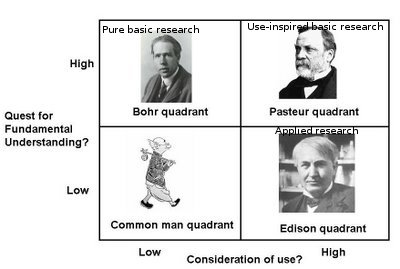 Pure basic research
Use-inspired basic research
High
Bohr quadrant
Pasteur quadrant
Quest for
Fundamental
Understanding?
Applied research
Low
Common man quadrant
Edison quadrant
Low
Consideration of use?
High